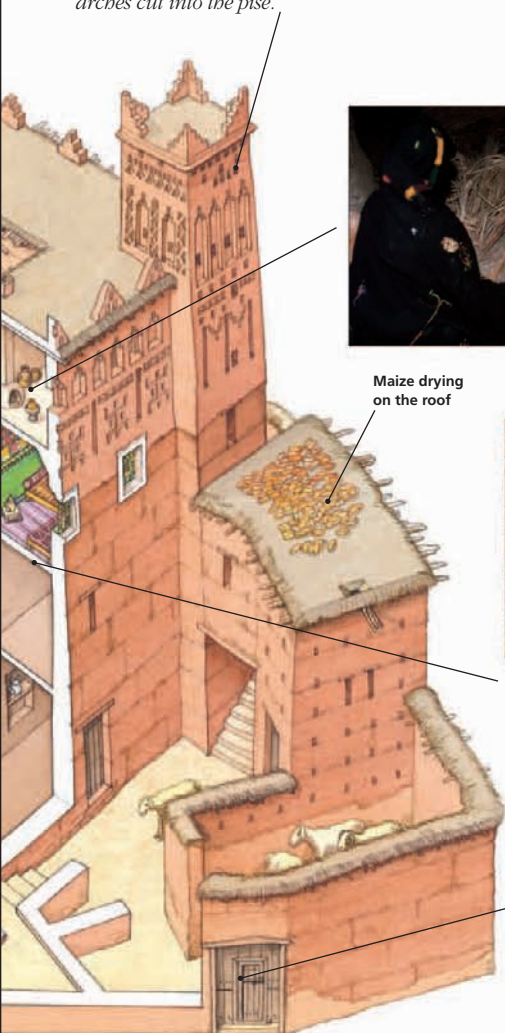 arches cut into the pisé.
Maize drying
on the roof